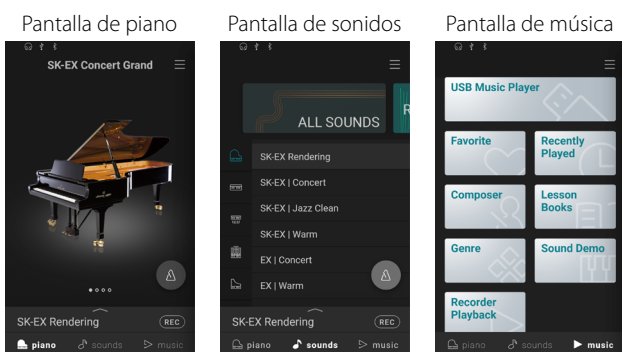 Pantalla de piano
SK-EX Concert Grand
SK-EX Rendering
REC
piano
sounds
music
Pantalla de sonidos
ALL SOUNDS
R
SK-EX Rendering
SK-EX | Concert
SK-EX | Jazz Clean
SK-EX | Warm
EX | Concert
EX | Warm
SK-EX Rendering
REC
piano
sounds
music
Pantalla de música
USB Music Player
Favorite
Recently
Played
Composer
Lesson
Books
Genre
Sound Demo
Recorder
Playback
piano
sounds
music